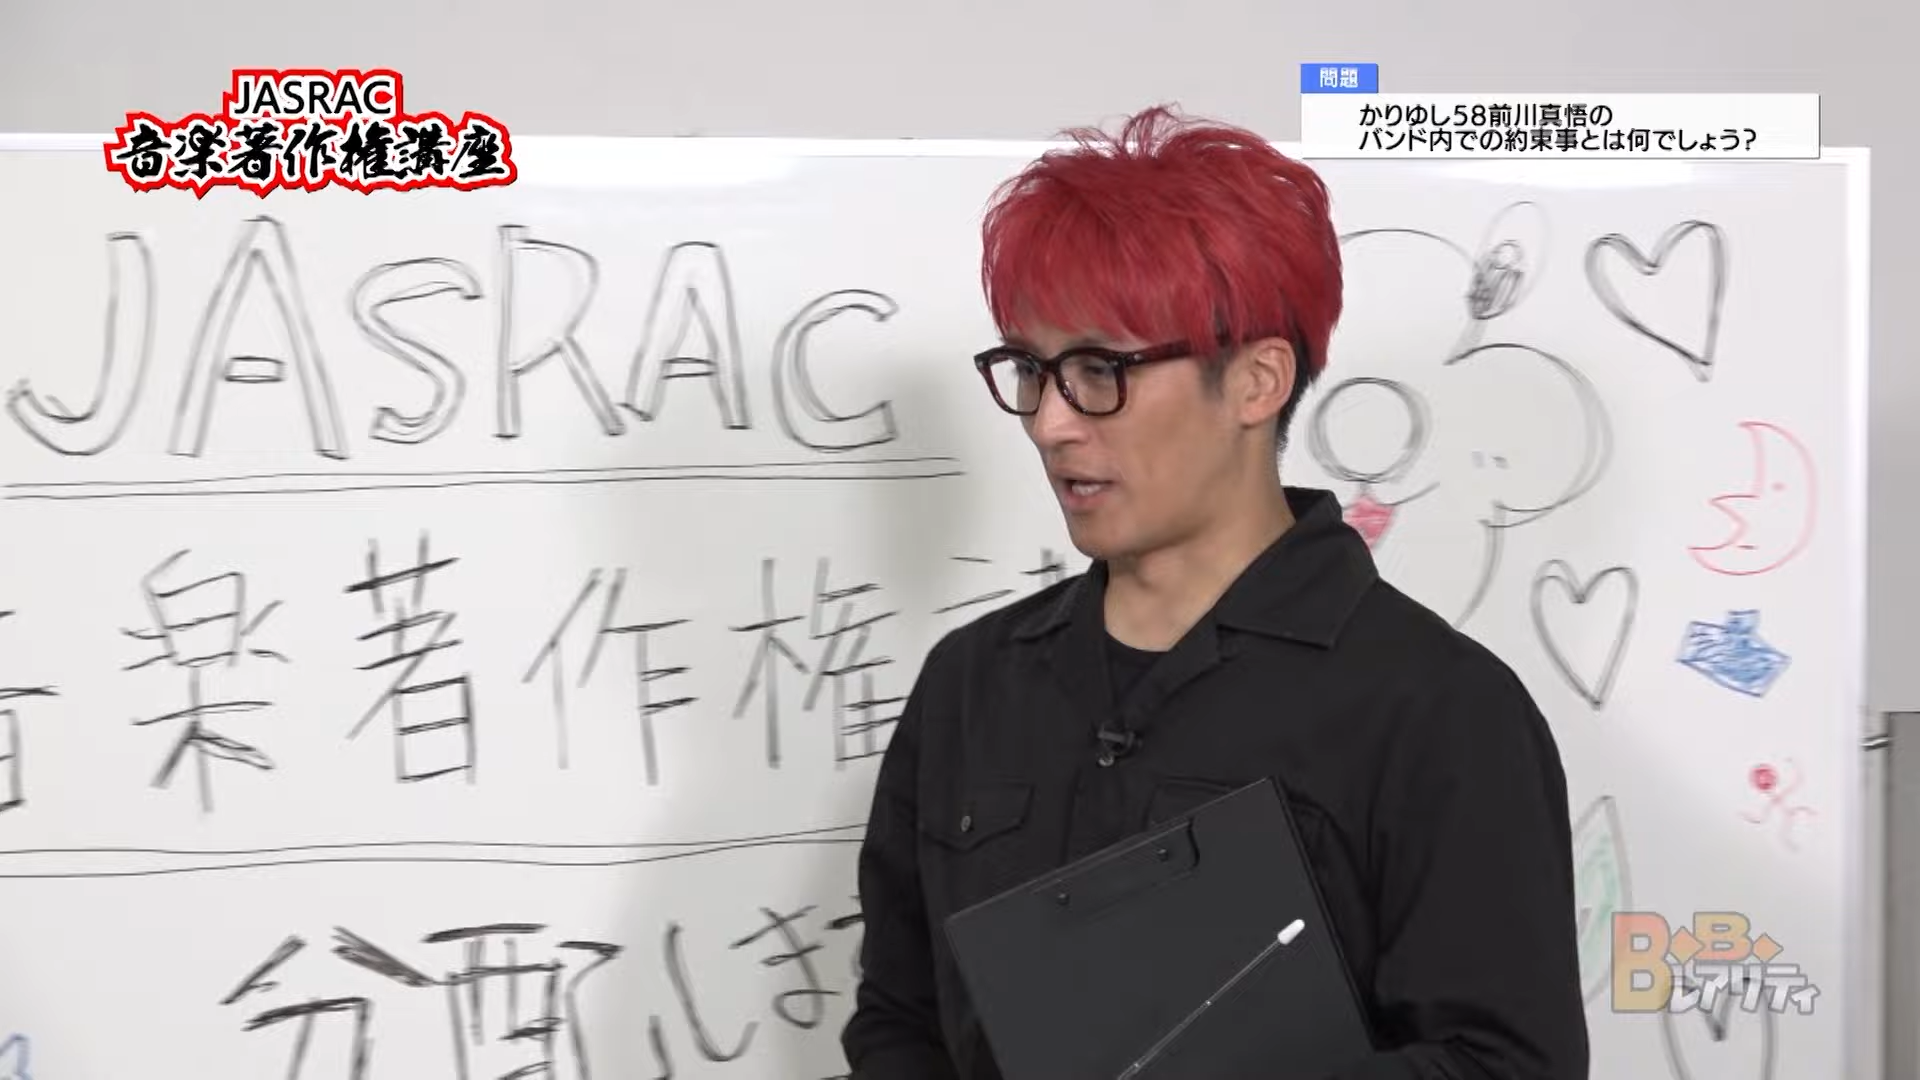 JASRAC
音楽著作権講座
問題
かりゆし58前川真悟の
バンド内での約束事とは何でしょう?
JASRAC
音楽著作権講
分配しま
B.B.レアリティ